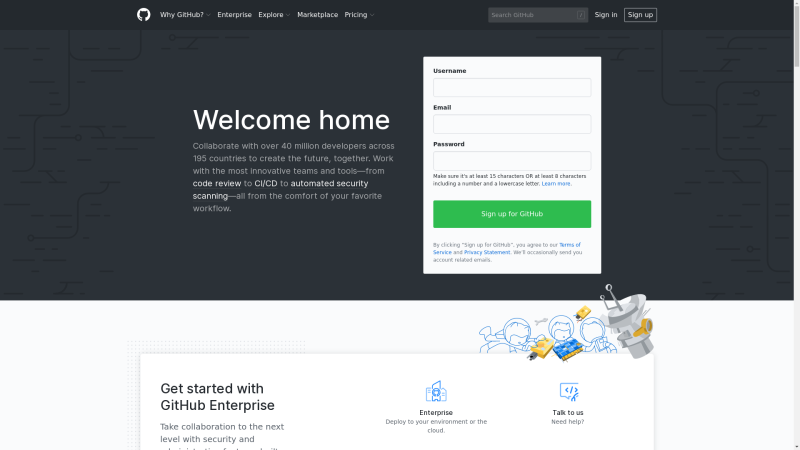 Why GitHub? Enterprise Explore Marketplace Pricing Search GitHub / Sign in Sign up
Welcome home
Collaborate with over 40 million developers across
195 countries to create the future, together. Work
with the most innovative teams and tools—from
code review to CI/CD to automated security
scanning—all from the comfort of your favorite
workflow.
Username
Email
Password
Make sure it's at least 15 characters OR at least 8 characters
including a number and a lowercase letter. Learn more.
Sign up for GitHub
By clicking "Sign up for GitHub", you agree to our Terms of
Service and Privacy Statement. We'll occasionally send you
account related emails.
Get started with
GitHub Enterprise
Take collaboration to the next
level with security and
Enterprise
Deploy to your environment or the
cloud.
Talk to us
Need help?